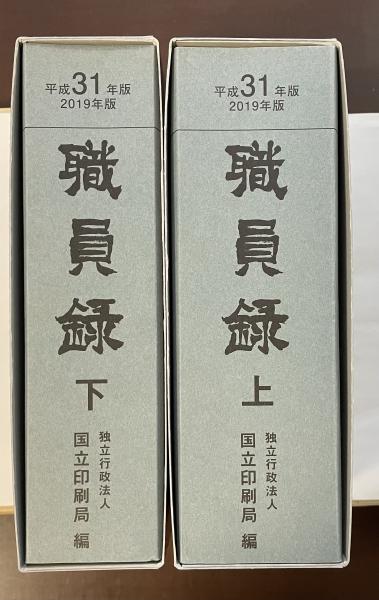 平成31年版
2019年版
職員録
上
独立行政法人
国立印刷局 編
平成31年版
2019年版
職員録
下
独立行政法人
国立印刷局 編